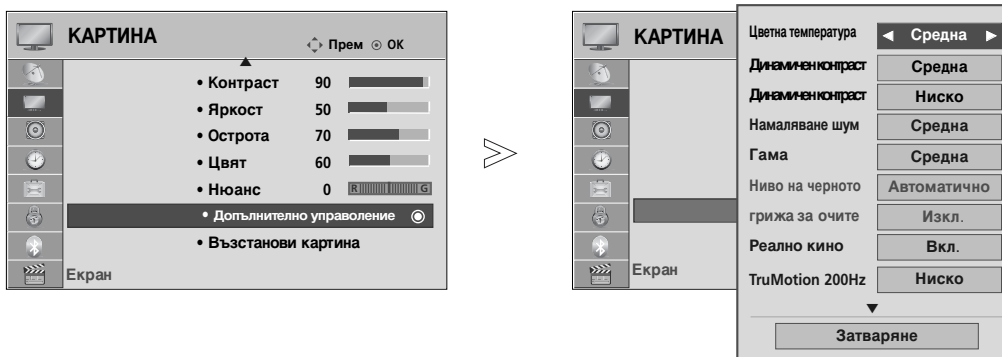 КАРТИНА
Прем ОК
• Контраст 90
• Яркост 50
• Острота 70
• Цвят 60
• Нюанс 0 R G
• Допълнително управоление
• Възстанови картина
Екран
КАРТИНА
Екран
Цветна температура ◀ Средна ▶
Динамичен контраст Средна
Динамичен контраст Ниско
Намаляване шум Средна
Гама Средна
Ниво на черното Автоматично
грижа за очите Изкл.
Реално кино Вкл.
TruMotion 200Hz Ниско
Затваряне